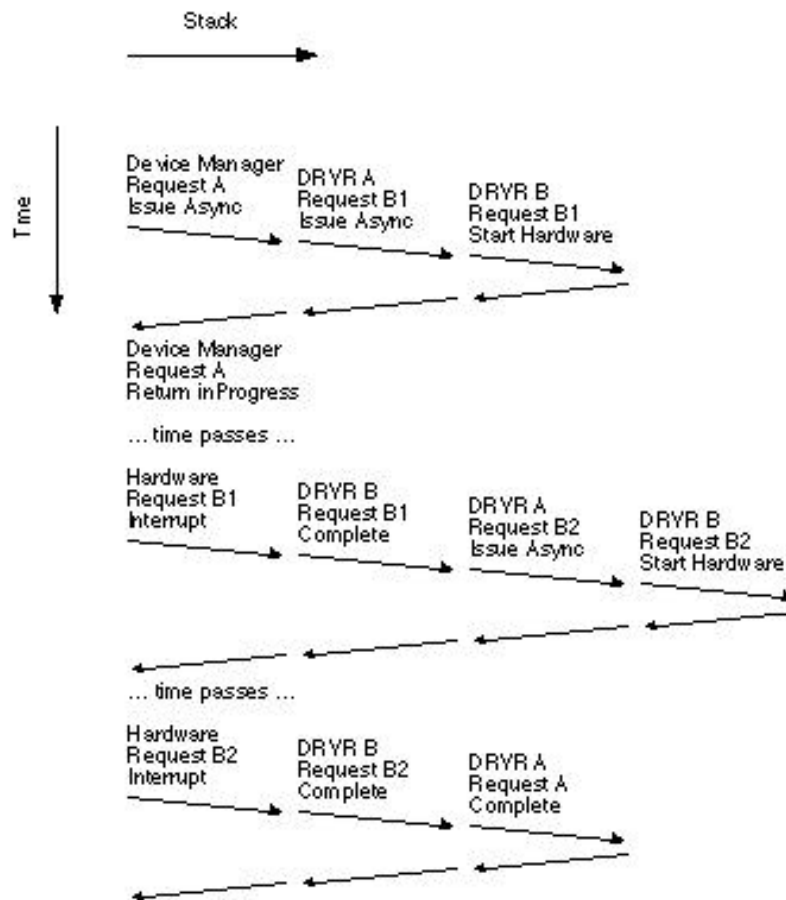 Stack
Time
Device Manager
Request A
Issue Async
DRVR A
Request B1
Issue Async
DRVR B
Request B1
Start Hardware
Device Manager
Request A
Return in Progress
... time passes ...
Hardware
Request B1
Interrupt
DRVR B
Request B1
Complete
DRVR A
Request B2
Issue Async
DRVR B
Request B2
Start Hardware
... time passes ...
Hardware
Request B2
Interrupt
DRVR B
Request B2
Complete
DRVR A
Request A
Complete